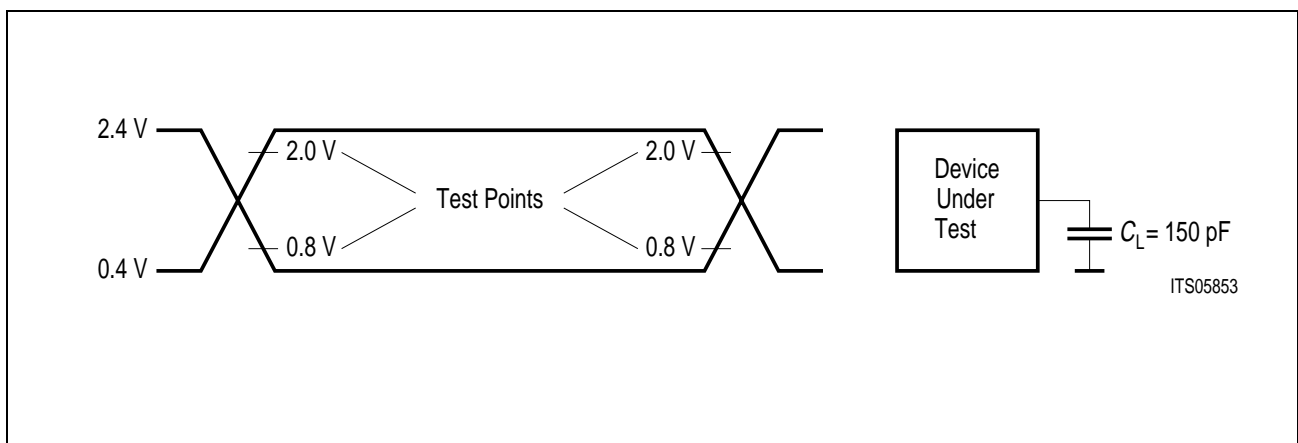 2.4 V
2.0 V
2.0 V
Test Points
0.8 V
0.8 V
0.4 V
Device
Under
Test
C_L = 150 pF
ITS05853